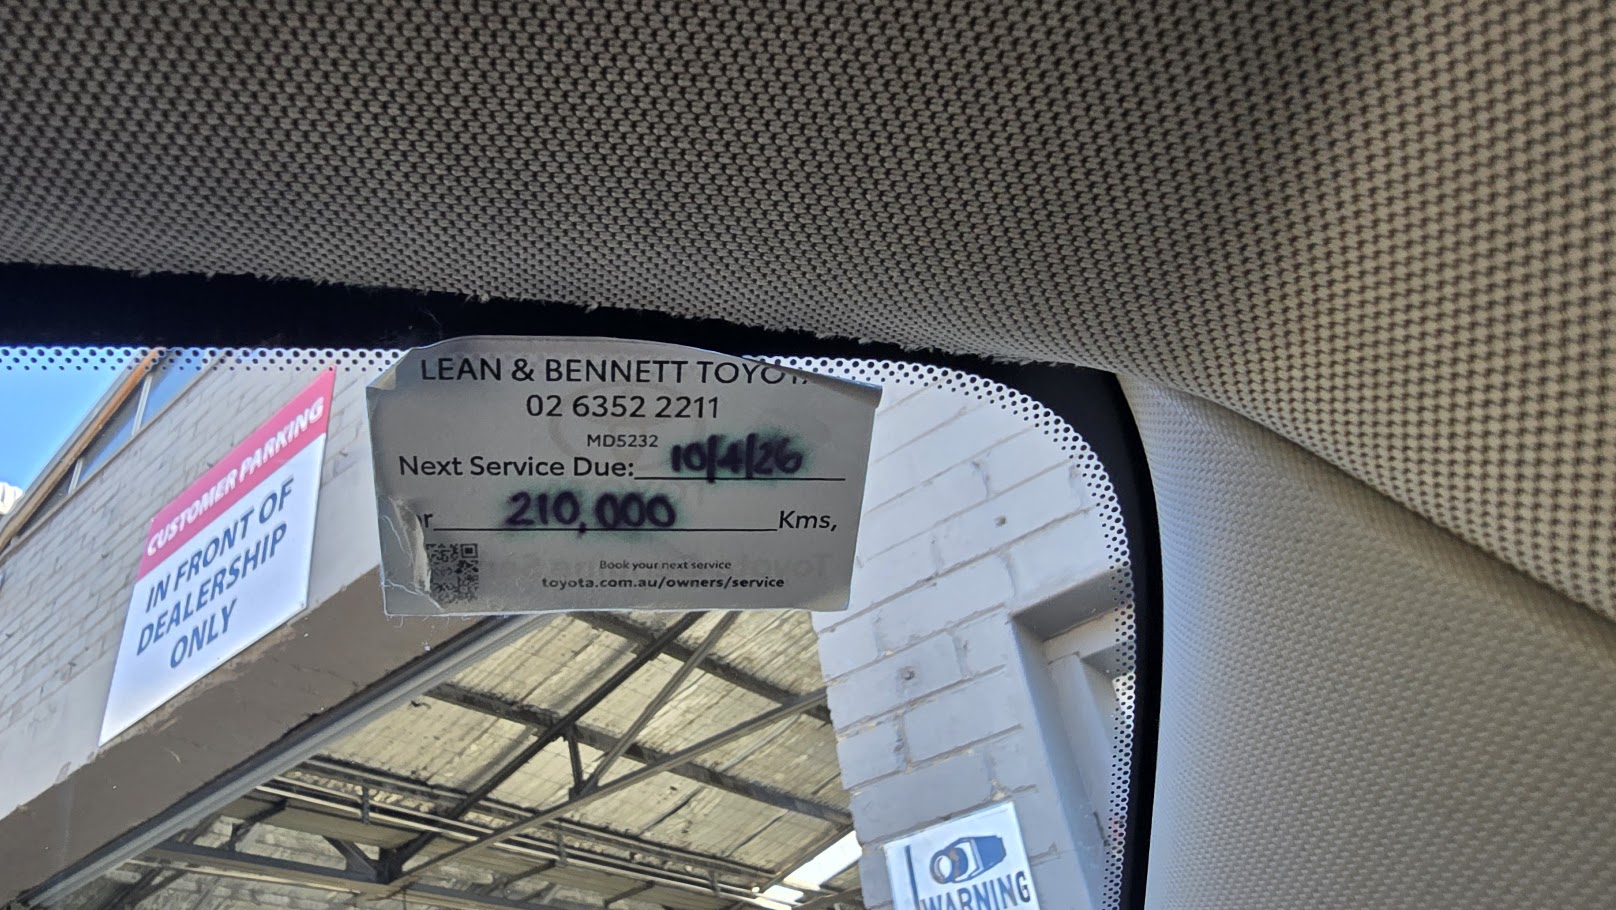 LEAN & BENNETT TOYOTA
02 6352 2211
MD5232
Next Service Due: 10/4/26
r 210,000 Kms,
Book your next service
toyota.com.au/owners/service
CUSTOMER PARKING
IN FRONT OF
DEALERSHIP
ONLY
WARNING